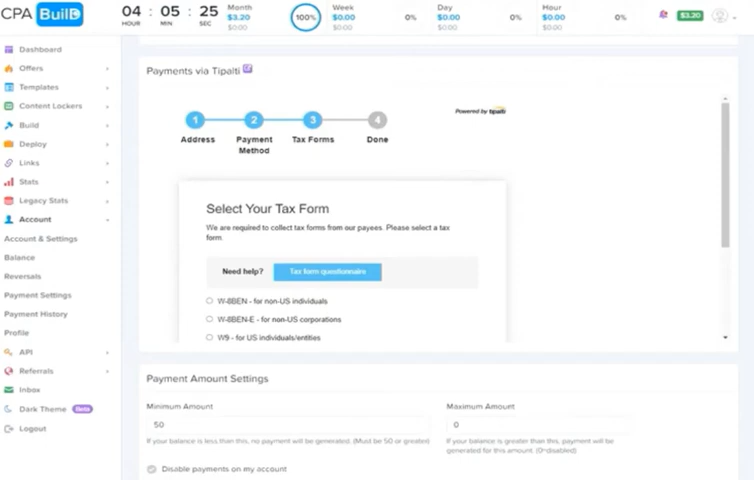 CPA BuilD
04 : 05 : 25
HOUR MIN SEC
Month
$3.20
$0.00
100%
Week
$0.00
$0.00
0%
Day
$0.00
$0.00
0%
Hour
$0.00
$0.00
0%
$3.20
Dashboard
Offers
Templates
Content Lockers
Build
Deploy
Links
Stats
Legacy Stats
Account
Account & Settings
Balance
Reversals
Payment Settings
Payment History
Profile
API
Referrals
Inbox
Dark Theme Beta
Logout
Payments via Tipalti
1 2 3 4
Address
Payment Method
Tax Forms
Done
Powered by tipalti
Select Your Tax Form
We are required to collect tax forms from our payees. Please select a tax
form.
Need help? Tax form questionnaire
W-8BEN - for non-US individuals
W-8BEN-E - for non-US corporations
W9 - for US individuals/entities
Payment Amount Settings
Minimum Amount
50
If your balance is less than this, no payment will be generated. (Must be 50 or greater)
Maximum Amount
0
If your balance is greater than this, payment will be
generated for this amount. (0=disabled)
Disable payments on my account